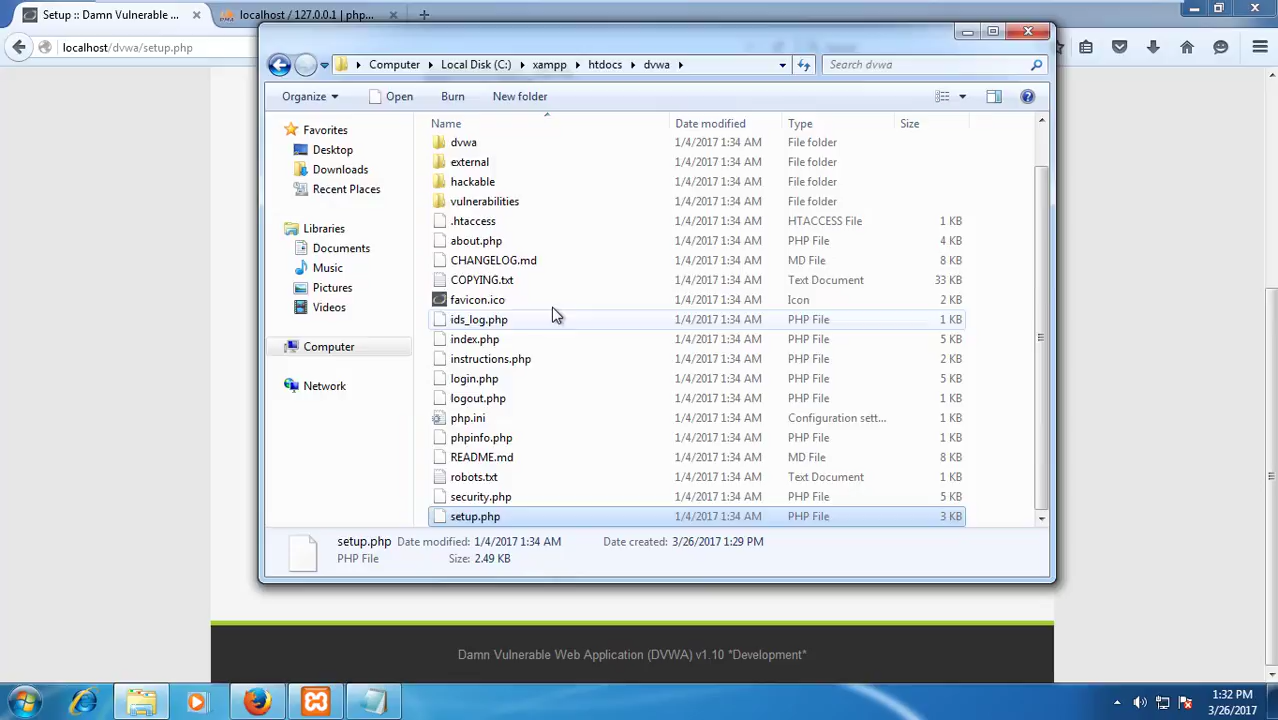 Setup :: Damn Vulnerable ...
localhost / 127.0.0.1 | php...
localhost/dvwa/setup.php
Computer Local Disk (C:) xampp htdocs dvwa
Search dvwa
Organize Open Burn New folder
Name Date modified Type Size
Favorites
Desktop
Downloads
Recent Places
Libraries
Documents
Music
Pictures
Videos
Computer
Network
dvwa 1/4/2017 1:34 AM File folder
external 1/4/2017 1:34 AM File folder
hackable 1/4/2017 1:34 AM File folder
vulnerabilities 1/4/2017 1:34 AM File folder
.htaccess 1/4/2017 1:34 AM HTACCESS File 1 KB
about.php 1/4/2017 1:34 AM PHP File 4 KB
CHANGELOG.md 1/4/2017 1:34 AM MD File 8 KB
COPYING.txt 1/4/2017 1:34 AM Text Document 33 KB
favicon.ico 1/4/2017 1:34 AM Icon 2 KB
ids_log.php 1/4/2017 1:34 AM PHP File 1 KB
index.php 1/4/2017 1:34 AM PHP File 5 KB
instructions.php 1/4/2017 1:34 AM PHP File 2 KB
login.php 1/4/2017 1:34 AM PHP File 5 KB
logout.php 1/4/2017 1:34 AM PHP File 1 KB
php.ini 1/4/2017 1:34 AM Configuration sett... 1 KB
phpinfo.php 1/4/2017 1:34 AM PHP File 1 KB
README.md 1/4/2017 1:34 AM MD File 8 KB
robots.txt 1/4/2017 1:34 AM Text Document 1 KB
security.php 1/4/2017 1:34 AM PHP File 5 KB
setup.php 1/4/2017 1:34 AM PHP File 3 KB
setup.php Date modified: 1/4/2017 1:34 AM Date created: 3/26/2017 1:29 PM
PHP File Size: 2.49 KB
Damn Vulnerable Web Application (DVWA) v1.10 *Development*
1:32 PM
3/26/2017